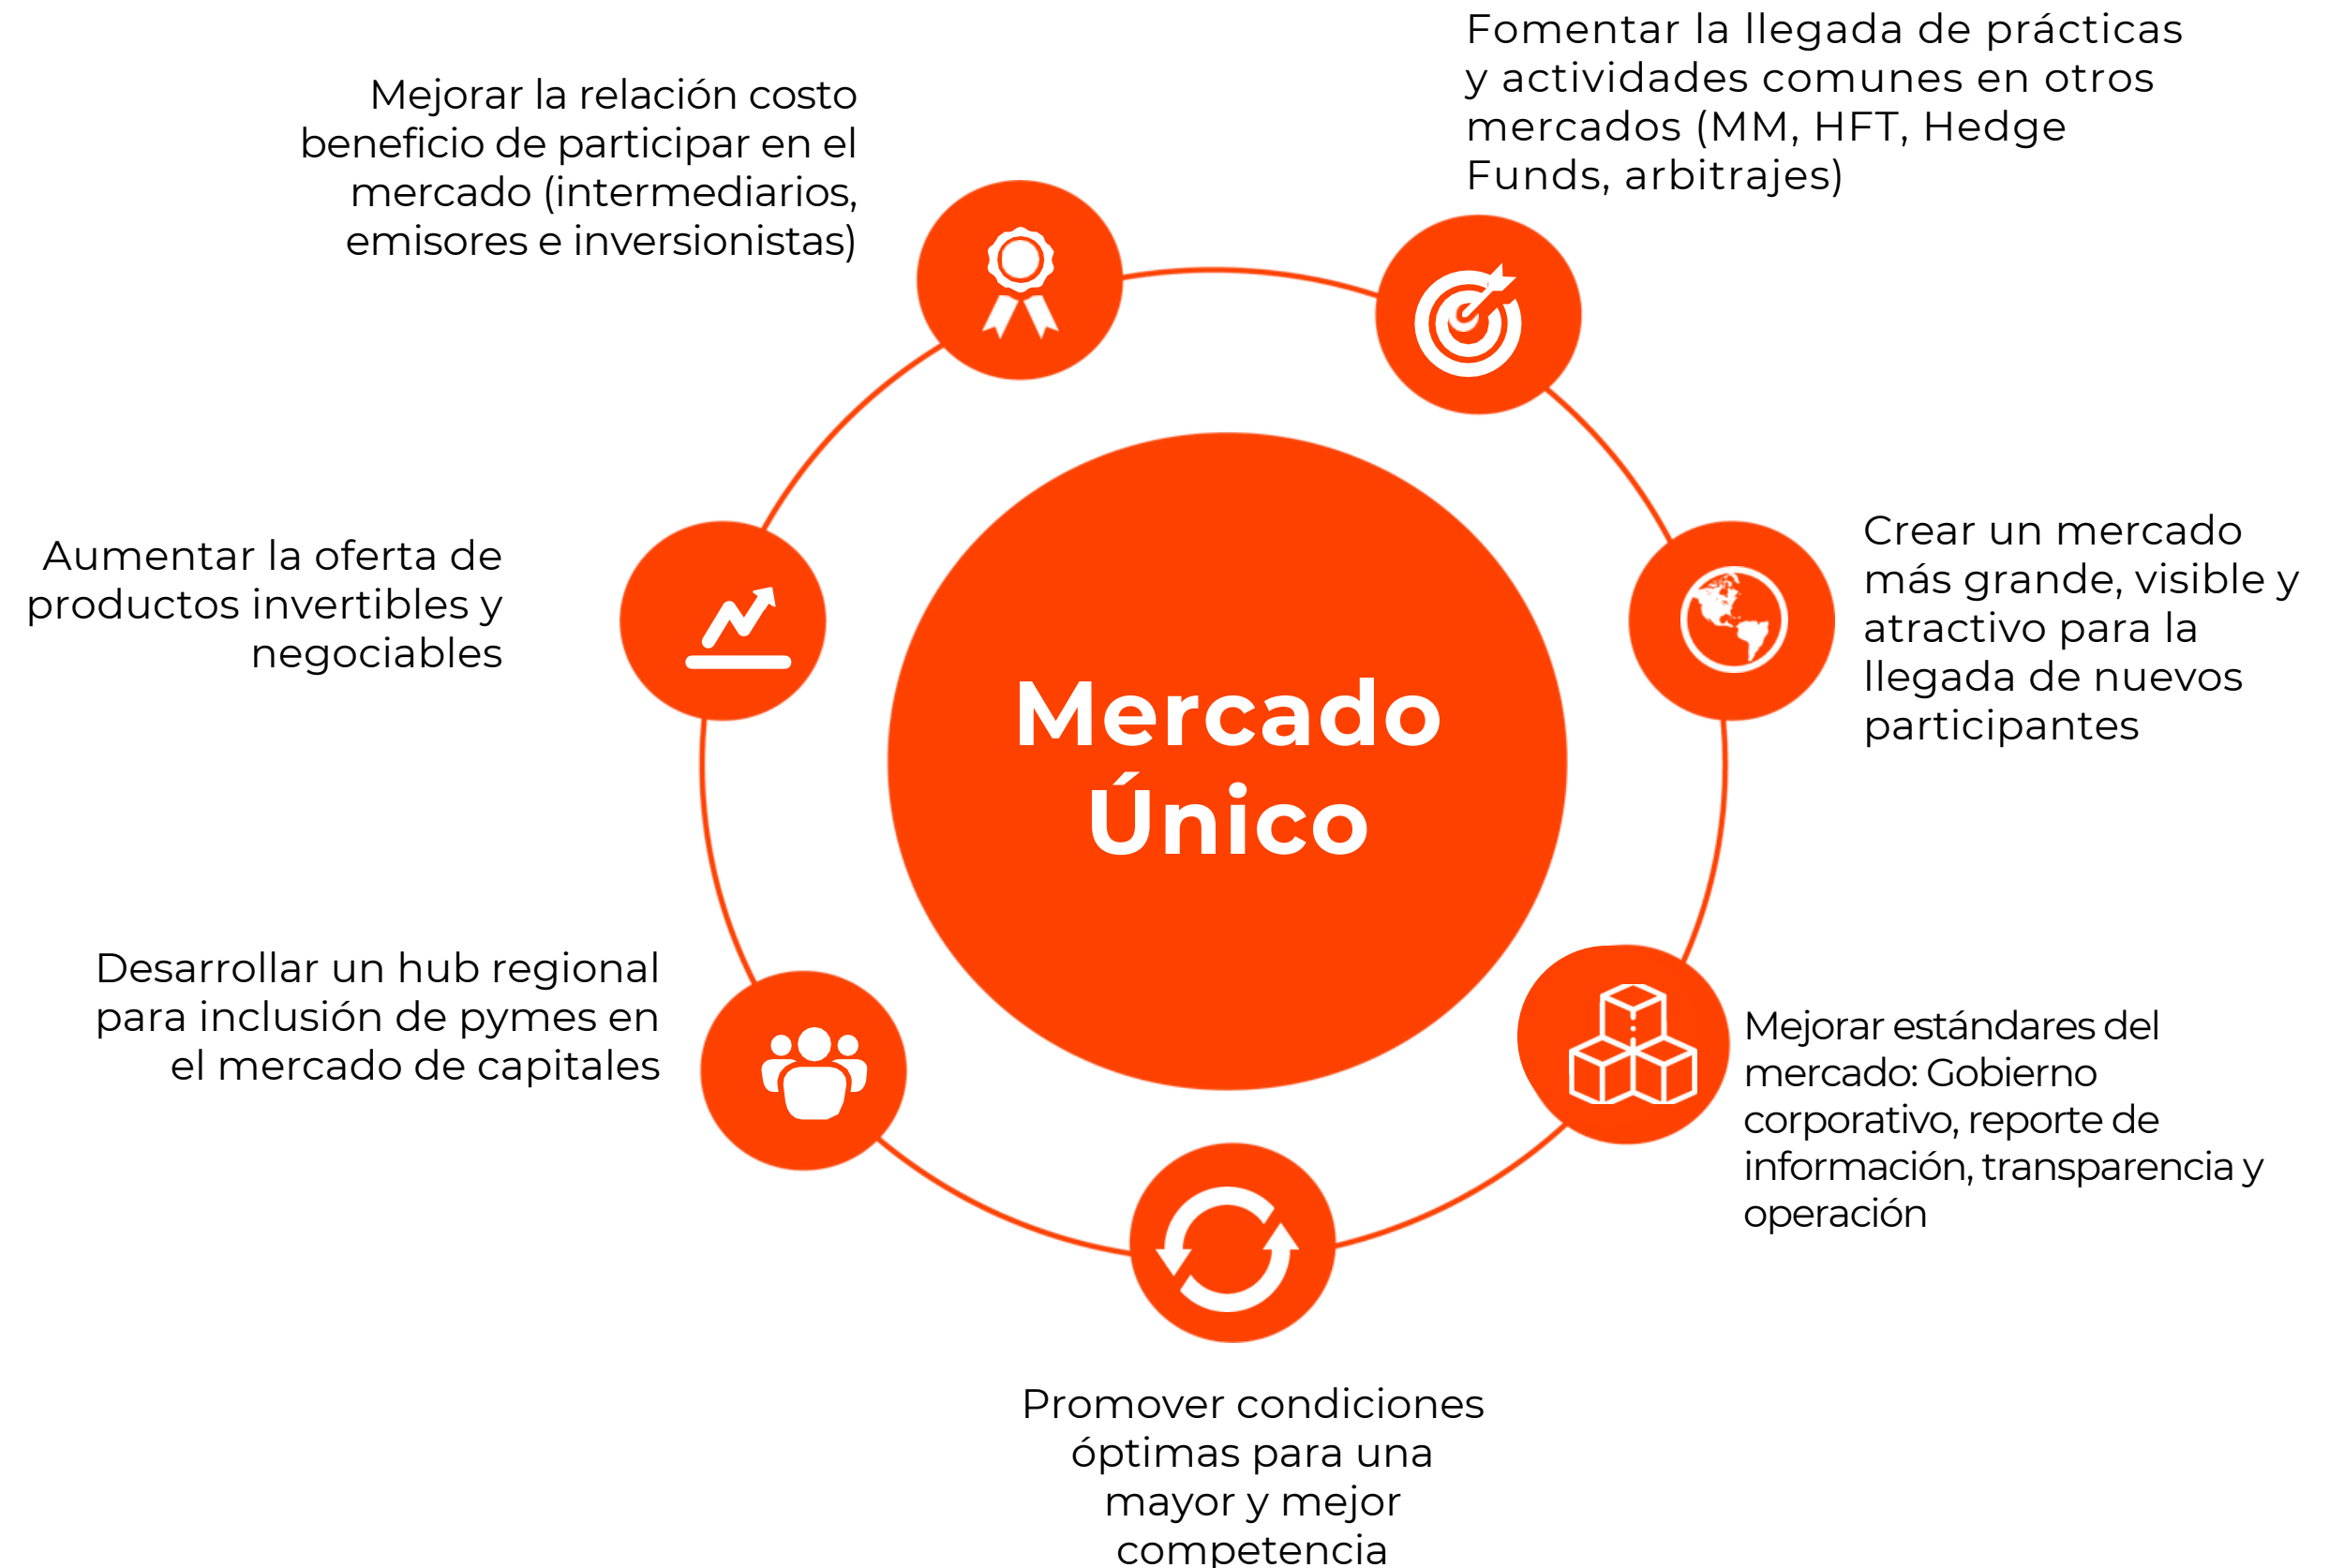 Mejorar la relación costo
beneficio de participar en el
mercado (intermediarios,
emisores e inversionistas)
Fomentar la llegada de prácticas
y actividades comunes en otros
mercados (MM, HFT, Hedge
Funds, arbitrajes)
Aumentar la oferta de
productos invertibles y
negociables
Crear un mercado
más grande, visible y
atractivo para la
llegada de nuevos
participantes
Mercado
Único
Desarrollar un hub regional
para inclusión de pymes en
el mercado de capitales
Mejorar estándares del
mercado: Gobierno
corporativo, reporte de
información, transparencia y
operación
Promover condiciones
óptimas para una
mayor y mejor
competencia